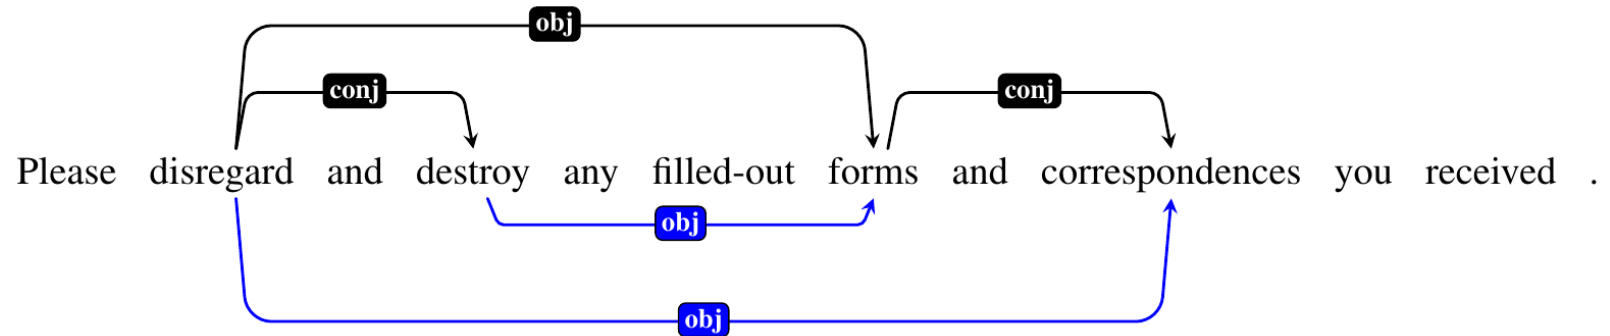 obj
conj conj
Please disregard and destroy any filled-out forms and correspondences you received .
obj
obj